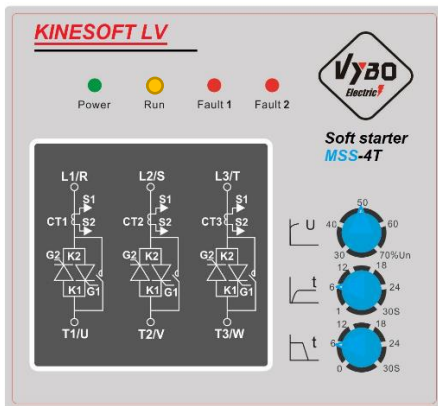 KINESOFT LV
VYBO
Electric
Power Run Fault 1 Fault 2
Soft starter
MSS-4T
L1/R L2/S L3/T
S1 S1 S1
CT1 S2 CT2 S2 CT3 S2
G2 K2 G2 K2 G2 K2
K1 G1 K1 G1 K1 G1
T1/U T2/V T3/W
50
U 40 60
30 70%Un
12 18
t 6 24
1 30S
12 18
t 6 24
0 30S